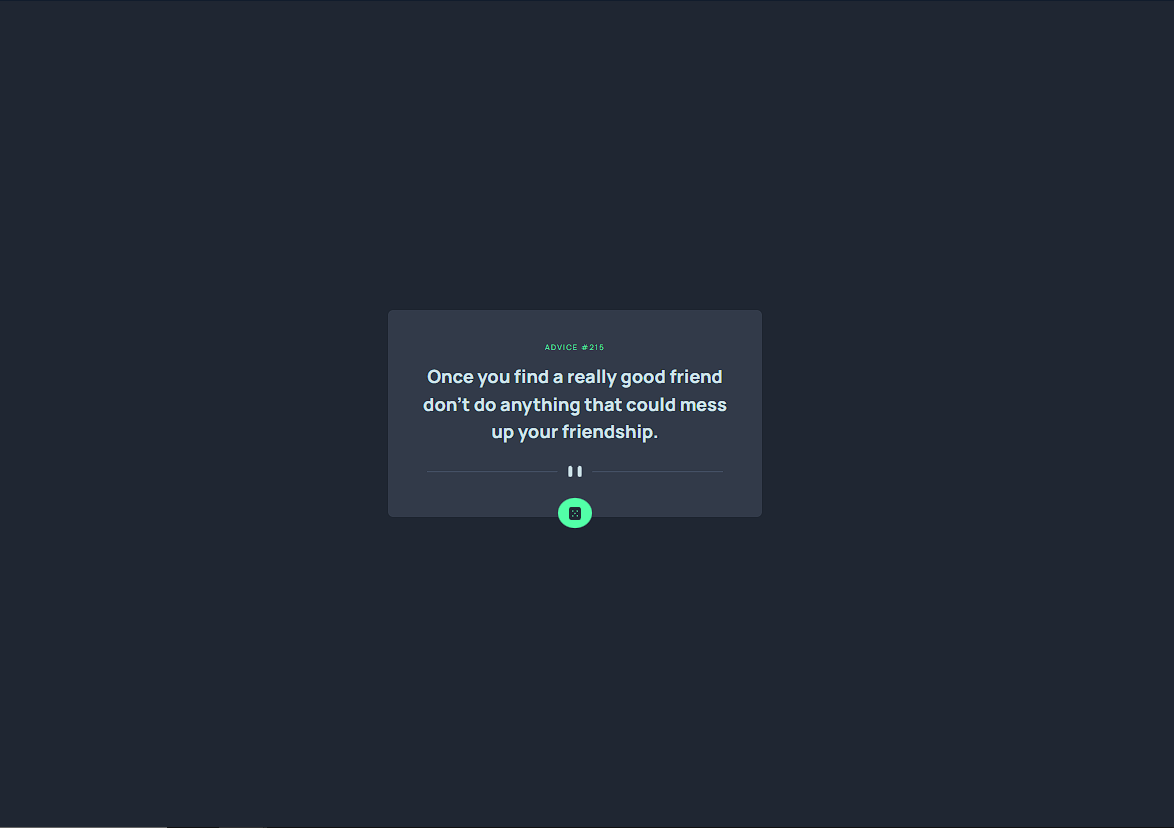 ADVICE #215
Once you find a really good friend
don't do anything that could mess
up your friendship.